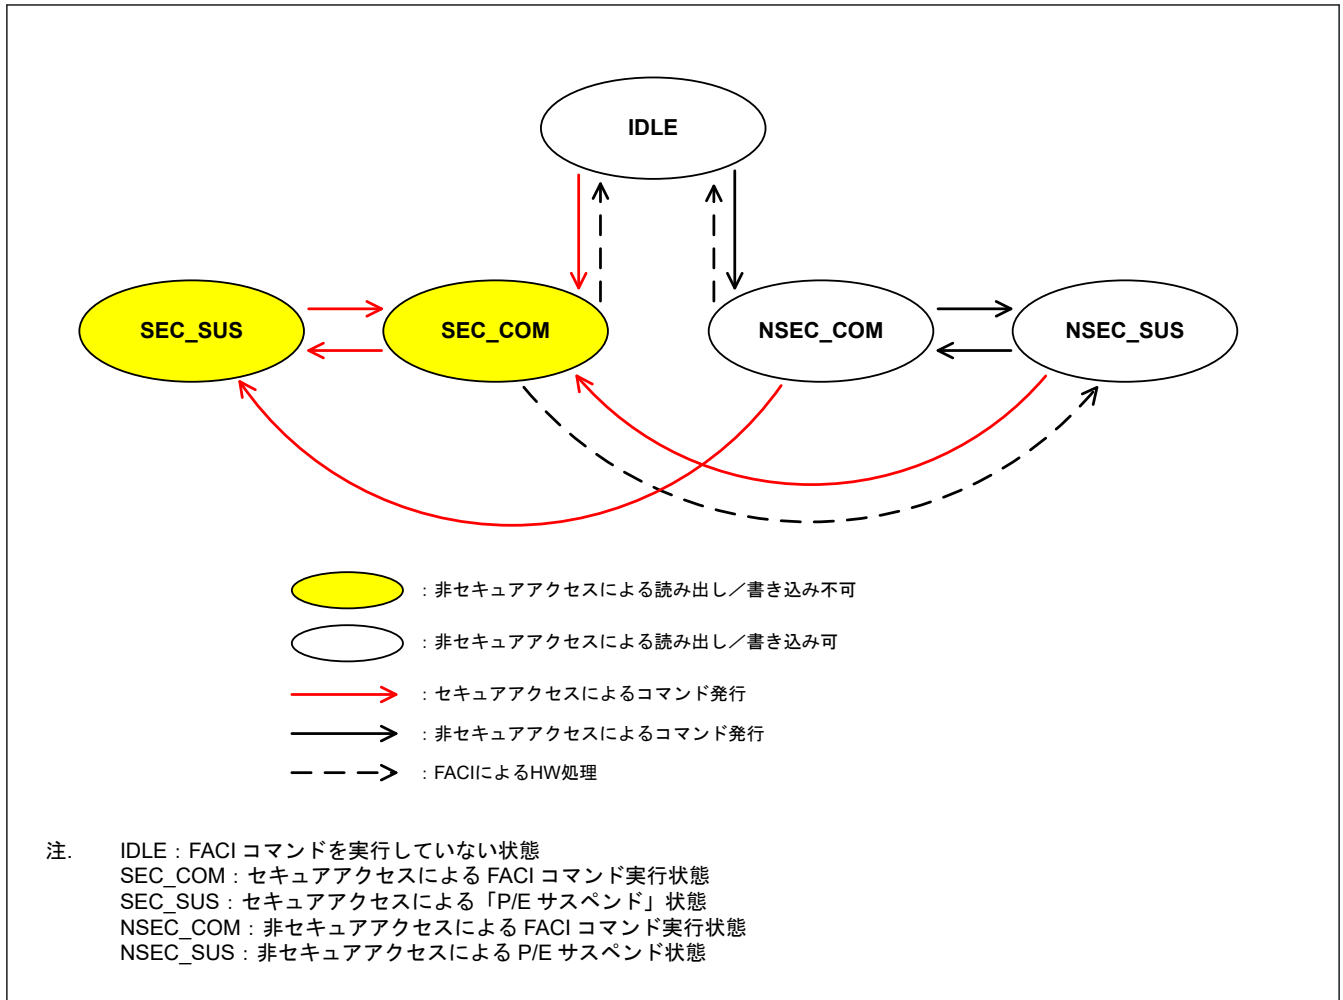 IDLE
SEC_SUS
SEC_COM
NSEC_COM
NSEC_SUS
：非セキュアアクセスによる読み出し／書き込み不可
：非セキュアアクセスによる読み出し／書き込み可
：セキュアアクセスによるコマンド発行
：非セキュアアクセスによるコマンド発行
：FACIによるHW処理
注. IDLE：FACI コマンドを実行していない状態
SEC_COM：セキュアアクセスによる FACI コマンド実行状態
SEC_SUS：セキュアアクセスによる「P/E サスペンド」状態
NSEC_COM：非セキュアアクセスによる FACI コマンド実行状態
NSEC_SUS：非セキュアアクセスによる P/E サスペンド状態